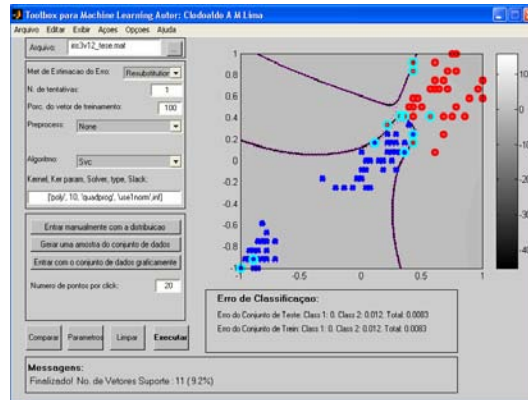 Toolbox para Machine Learning Autor: Clodoaldo A M Lima
Arquivo Editar Exibir Açoes Oppoes Ajuda
Arquivo: iris3v12_tese.mat ...
Met de Estimacao do Erro: Resubstitution
N. de tentativas: 1
Porc. do vetor de treinamento: 100
Preprocess: None
Algoritmo: Svc
Kernel, Ker param, Solver, type, Slack:
['poly', 10, 'quadprog', 'use1norm',inf]
Entrar manualmente com a distribuicao
Gerar uma amostra do conjunto de dados
Entrar com o conjunto de dados graficamente
Numero de pontos por click: 20
Comparar Parametros Limpar Executar
1
0.8
0.6
0.4
0.2
0
-0.2
-0.4
-0.6
-0.8
-1
-1 -0.5 0 0.5 1
10
0
-10
-20
-30
-40
Erro de Classificaçao:
Erro do Conjunto de Teste: Class 1: 0. Class 2: 0.012. Total: 0.0083
Erro do Conjunto de Trein: Class 1: 0. Class 2: 0.012. Total: 0.0083
Messagens:
Finalizado! No. de Vetores Suporte : 11 (9.2%)